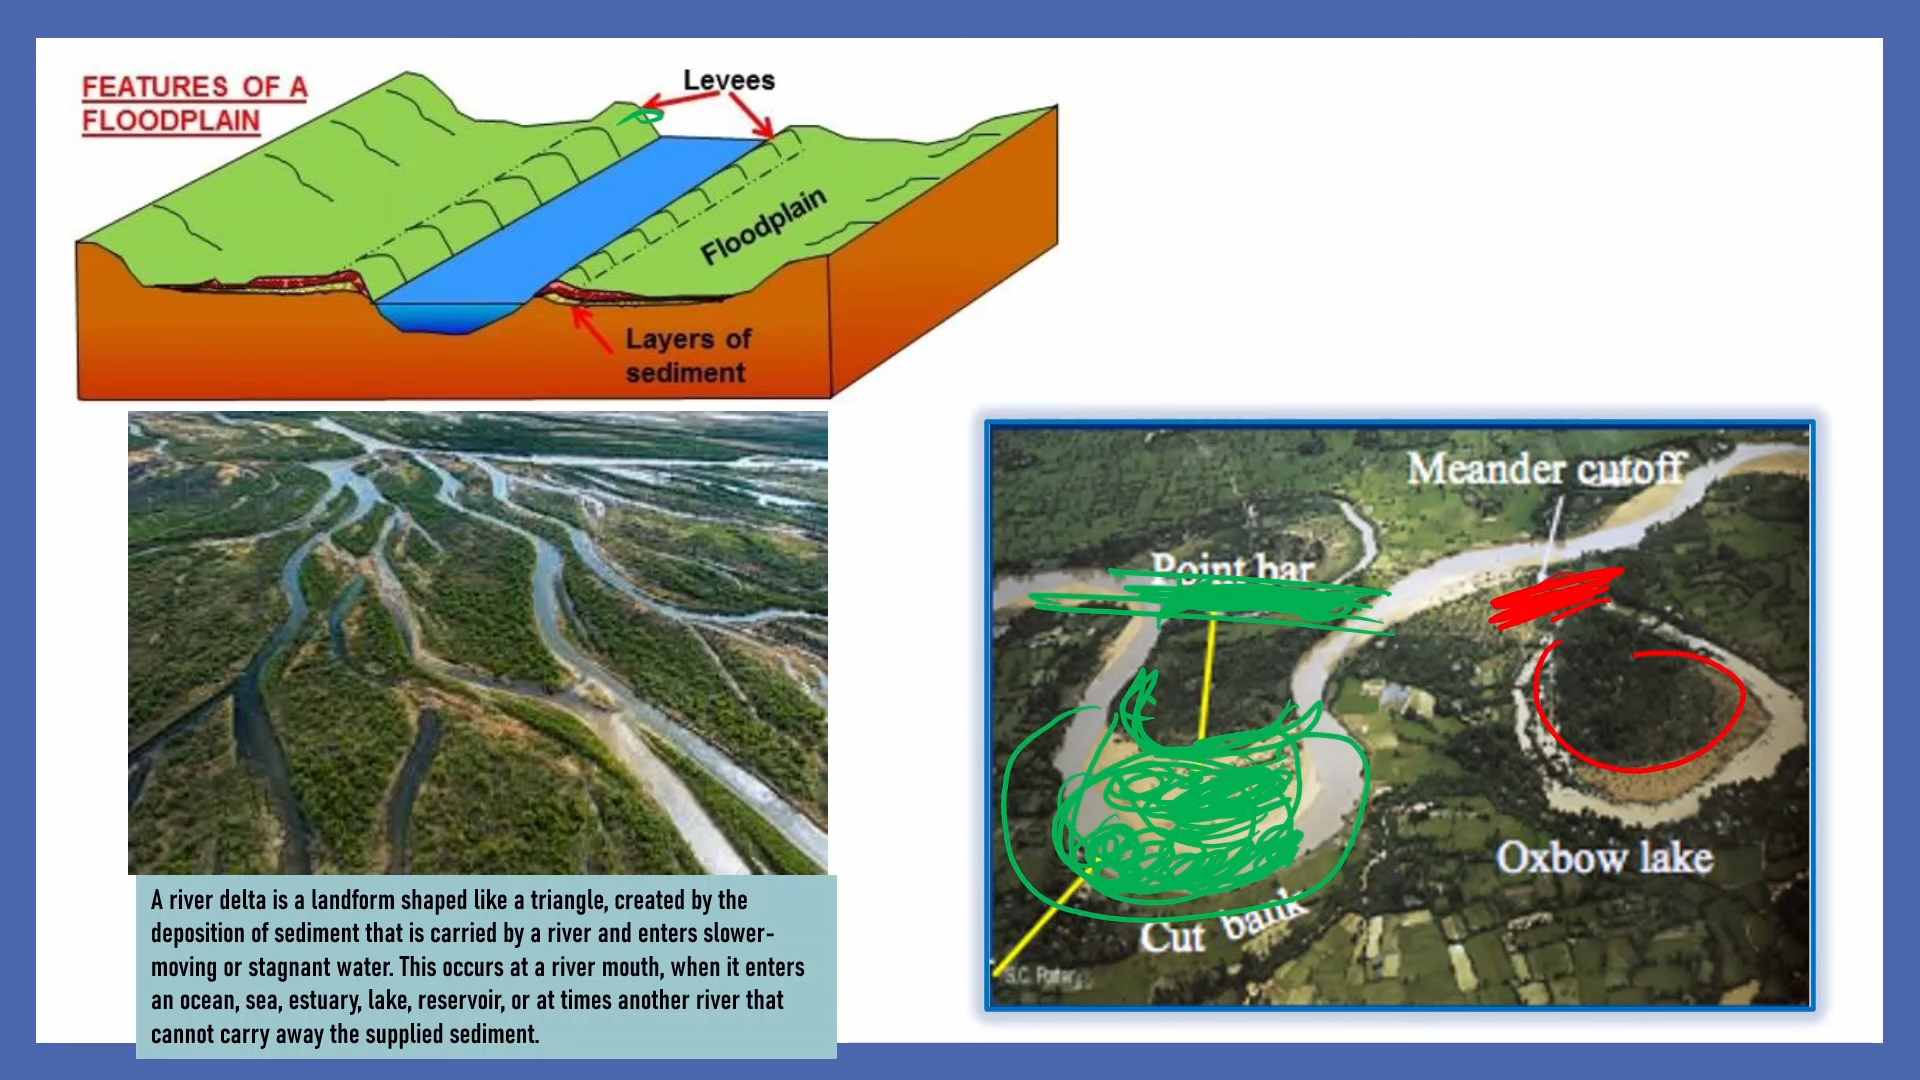 FEATURES OF A
FLOODPLAIN
Levees
Floodplain
Layers of
sediment
A river delta is a landform shaped like a triangle, created by the
deposition of sediment that is carried by a river and enters slower-
moving or stagnant water. This occurs at a river mouth, when it enters
an ocean, sea, estuary, lake, reservoir, or at times another river that
cannot carry away the supplied sediment.
Meander cutoff
Point bar
Oxbow lake
Cut bank
S.C.